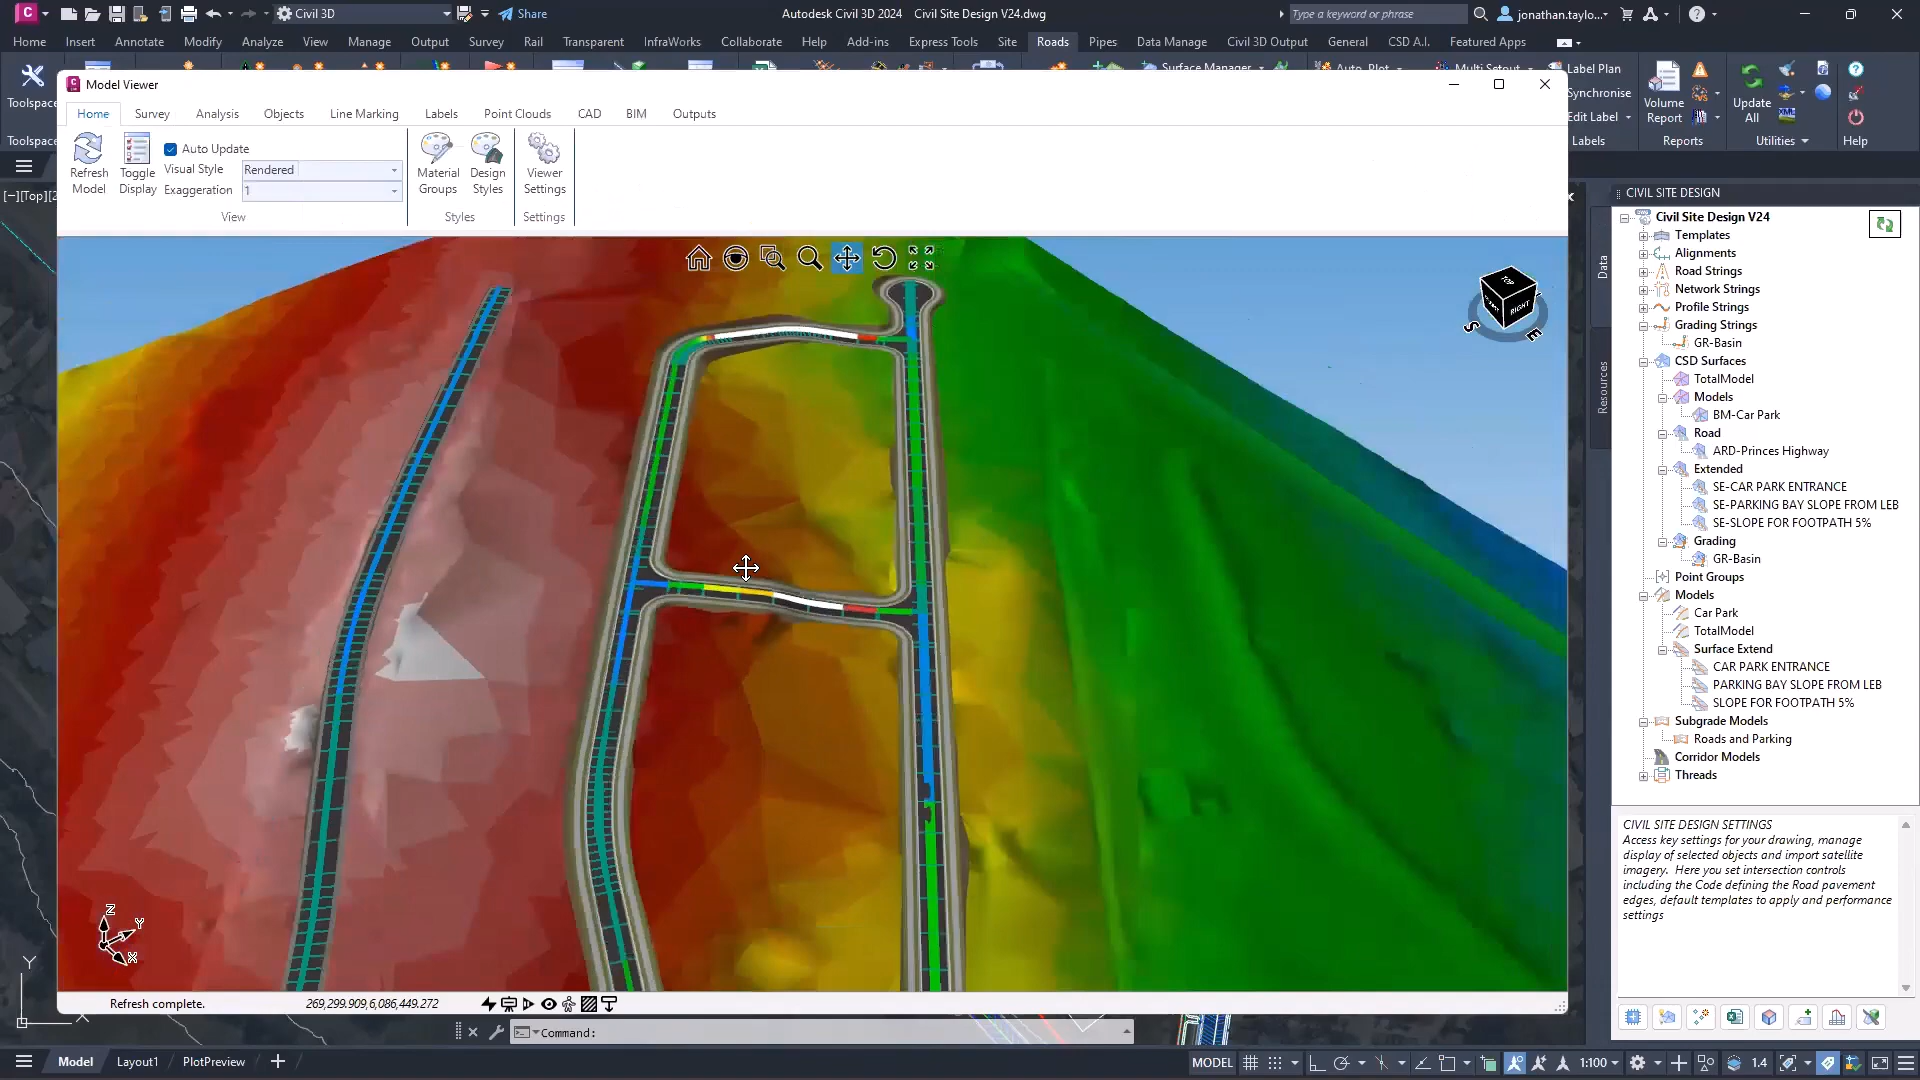 C
Civil 3D
Share
Autodesk Civil 3D 2024 Civil Site Design V24.dwg
Type a keyword or phrase
jonathan.taylo...
Home Insert Annotate Modify Analyze View Manage Output Survey Rail Transparent InfraWorks Collaborate Help Add-ins Express Tools Site Roads Pipes Data Manage Civil 3D Output General CSD A.I. Featured Apps
Surface Manager Auto Plot Multi Setout Label Plan
Synchronise
Edit Label
Toolspace
Toolspace
Volume Report
Update All
Labels Reports Utilities Help
Model Viewer
Home Survey Analysis Objects Line Marking Labels Point Clouds CAD BIM Outputs
Refresh Model
Toggle Display
Auto Update
Visual Style Rendered
Exaggeration 1
Material Groups
Design Styles
Viewer Settings
View Styles Settings
[−][Top][2
TOP
RIGHT
S
E
Z
Y
X
Y
Refresh complete. 269,299.909,6,086,449.272
Command:
Model Layout1 PlotPreview
MODEL 1:100 1.4
CIVIL SITE DESIGN
Data
Resources
Civil Site Design V24
Templates
Alignments
Road Strings
Network Strings
Profile Strings
Grading Strings
GR-Basin
CSD Surfaces
TotalModel
Models
BM-Car Park
Road
ARD-Princes Highway
Extended
SE-CAR PARK ENTRANCE
SE-PARKING BAY SLOPE FROM LEB
SE-SLOPE FOR FOOTPATH 5%
Grading
GR-Basin
Point Groups
Models
Car Park
TotalModel
Surface Extend
CAR PARK ENTRANCE
PARKING BAY SLOPE FROM LEB
SLOPE FOR FOOTPATH 5%
Subgrade Models
Roads and Parking
Corridor Models
Threads
CIVIL SITE DESIGN SETTINGS
Access key settings for your drawing, manage
display of selected objects and import satellite
imagery. Here you set intersection controls
including the Code defining the Road pavement
edges, default templates to apply and performance
settings